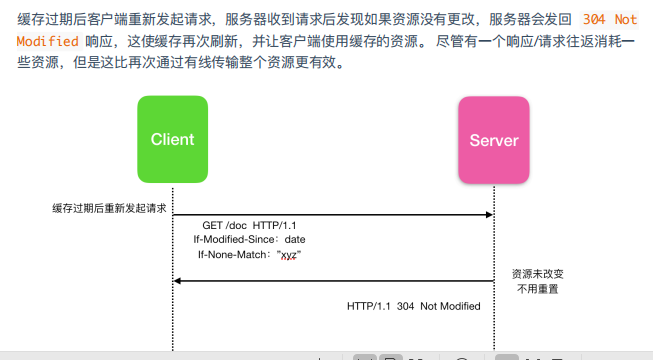 缓存过期后客户端重新发起请求，服务器收到请求后发现如果资源没有更改，服务器会发回 304 Not
Modified 响应，这使缓存再次刷新，并让客户端使用缓存的资源。 尽管有一个响应/请求往返消耗一
些资源，但是这比再次通过有线传输整个资源更有效。
Client
Server
缓存过期后重新发起请求
GET /doc HTTP/1.1
If-Modified-Since：date
If-None-Match：”xyz”
资源未改变
不用重置
HTTP/1.1 304 Not Modified